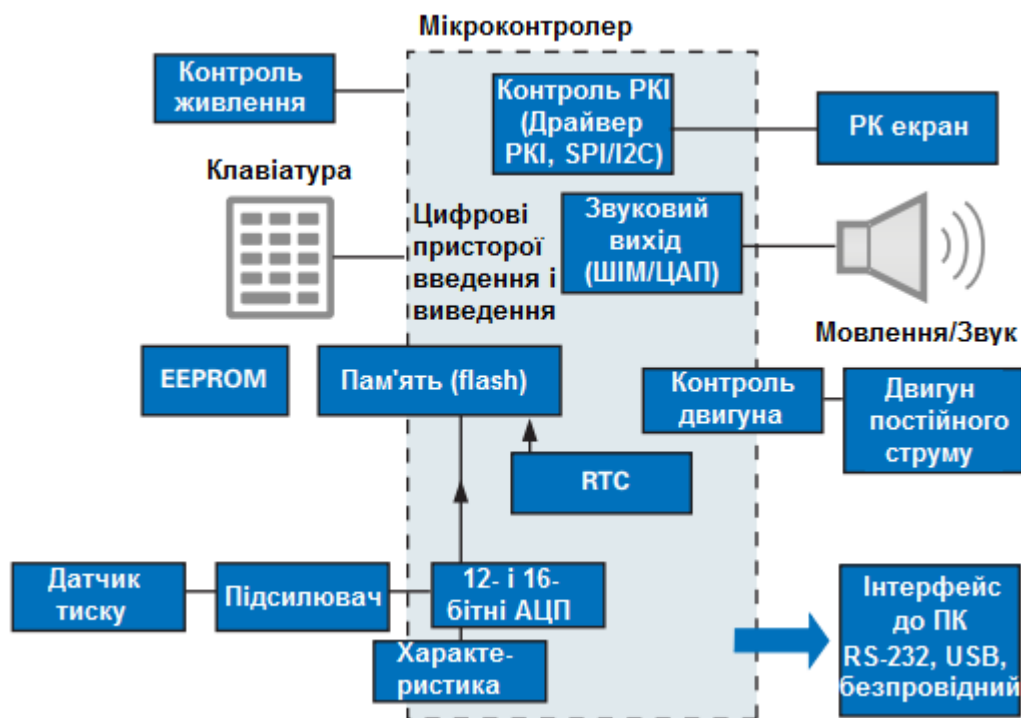 Мікроконтролер
Контроль
живлення
Контроль РКІ
(Драйвер
РКІ, SPI/I2C)
РК екран
Клавіатура
Цифрові
присторої
введення і
виведення
Звуковий
вихід
(ШІМ/ЦАП)
Мовлення/Звук
EEPROM
Пам'ять (flash)
Контроль
двигуна
Двигун
постійного
струму
RTC
Датчик
тиску
Підсилювач
12- і 16-
бітні АЦП
Характе-
ристика
Інтерфейс
до ПК
RS-232, USB,
безпровідний